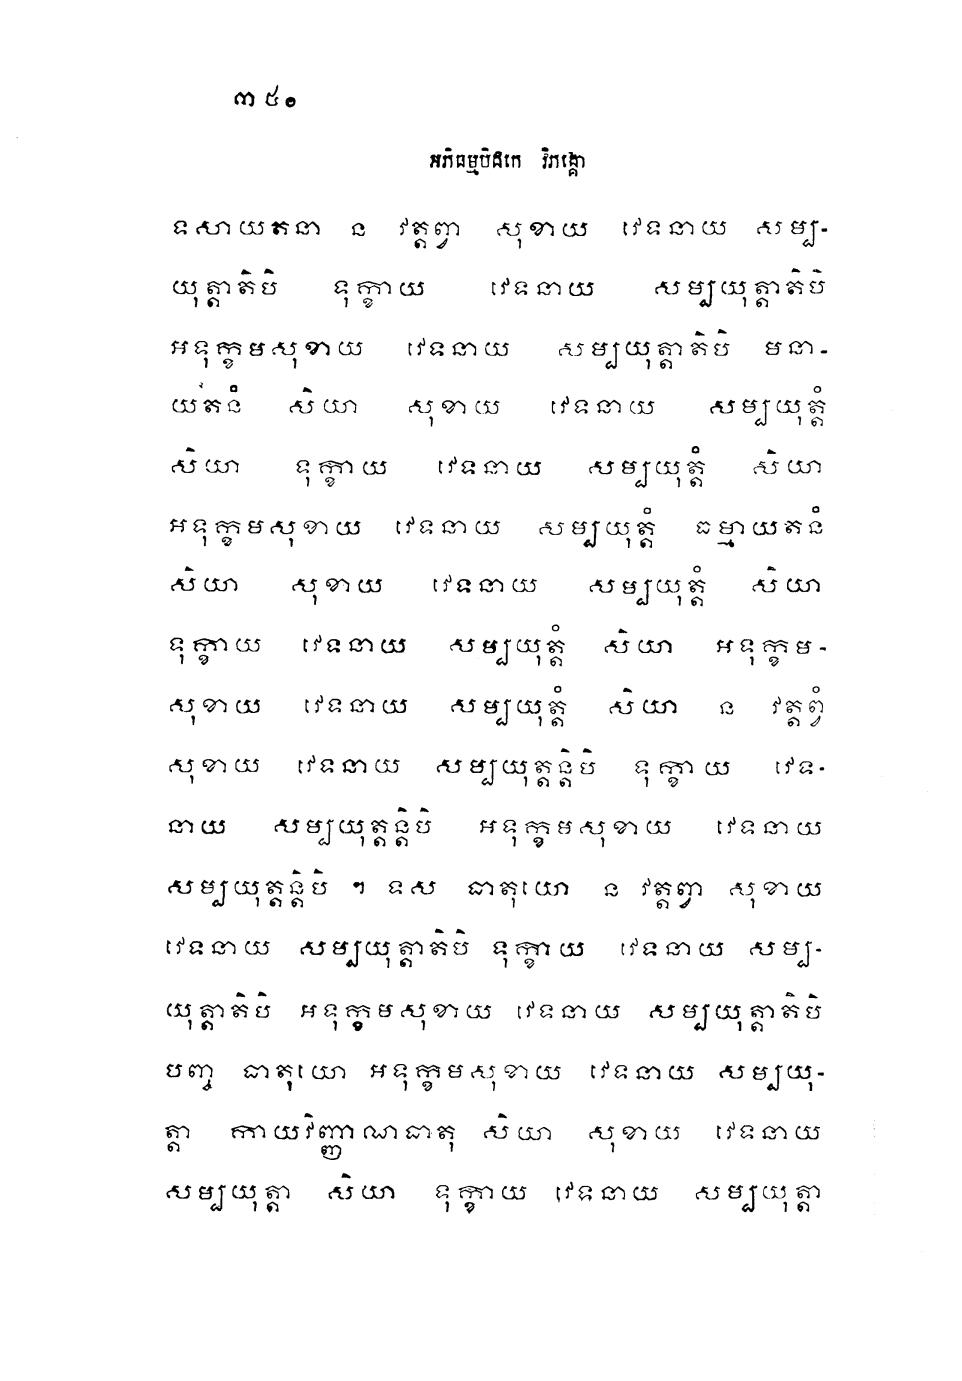 ៣៥០
អភិធម្មបិដកេ វិភង្គោ
ទសាយតនា ន វត្តព្វា សុខាយ វេទនាយ សម្ប-
យុត្តាតិបិ ទុក្ខាយ វេទនាយ សម្បយុត្តាតិបិ
អទុក្ខមសុខាយ វេទនាយ សម្បយុត្តាតិបិ មនា-
យតនំ សិយា សុខាយ វេទនាយ សម្បយុត្តំ
សិយា ទុក្ខាយ វេទនាយ សម្បយុត្តំ សិយា
អទុក្ខមសុខាយ វេទនាយ សម្បយុត្តំ ធម្មាយតនំ
សិយា សុខាយ វេទនាយ សម្បយុត្តំ សិយា
ទុក្ខាយ វេទនាយ សម្បយុត្តំ សិយា អទុក្ខម-
សុខាយ វេទនាយ សម្បយុត្តំ សិយា ន វត្តព្វំ
សុខាយ វេទនាយ សម្បយុត្តន្តិបិ ទុក្ខាយ វេទ-
នាយ សម្បយុត្តន្តិបិ អទុក្ខមសុខាយ វេទនាយ
សម្បយុត្តន្តិបិ ។ ទស ធាតុយោ ន វត្តព្វា សុខាយ
វេទនាយ សម្បយុត្តាតិបិ ទុក្ខាយ វេទនាយ សម្ប-
យុត្តាតិបិ អទុក្ខមសុខាយ វេទនាយ សម្បយុត្តាតិបិ
បញ្ច ធាតុយោ អទុក្ខមសុខាយ វេទនាយ សម្បយុ-
ត្តា កាយវិញ្ញាណធាតុ សិយា សុខាយ វេទនាយ
សម្បយុត្តា សិយា ទុក្ខាយ វេទនាយ សម្បយុត្តា